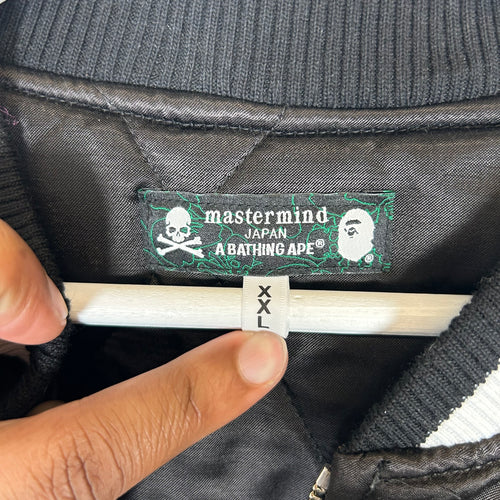 mastermind
JAPAN
A BATHING APE®
®
XXL